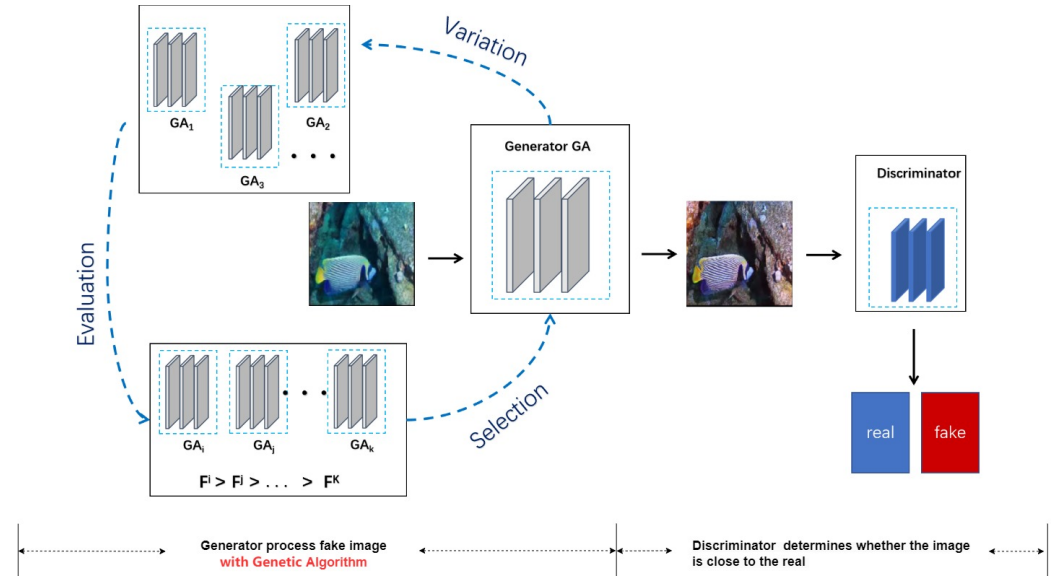 Variation
GA1
GA2
GA3
. . .
Generator GA
Discriminator
Evaluation
Selection
GAi
GAj
. . .
GAk
Fi > Fj > . . . > FK
real
fake
Generator process fake image
with Genetic Algorithm
Discriminator determines whether the image
is close to the real